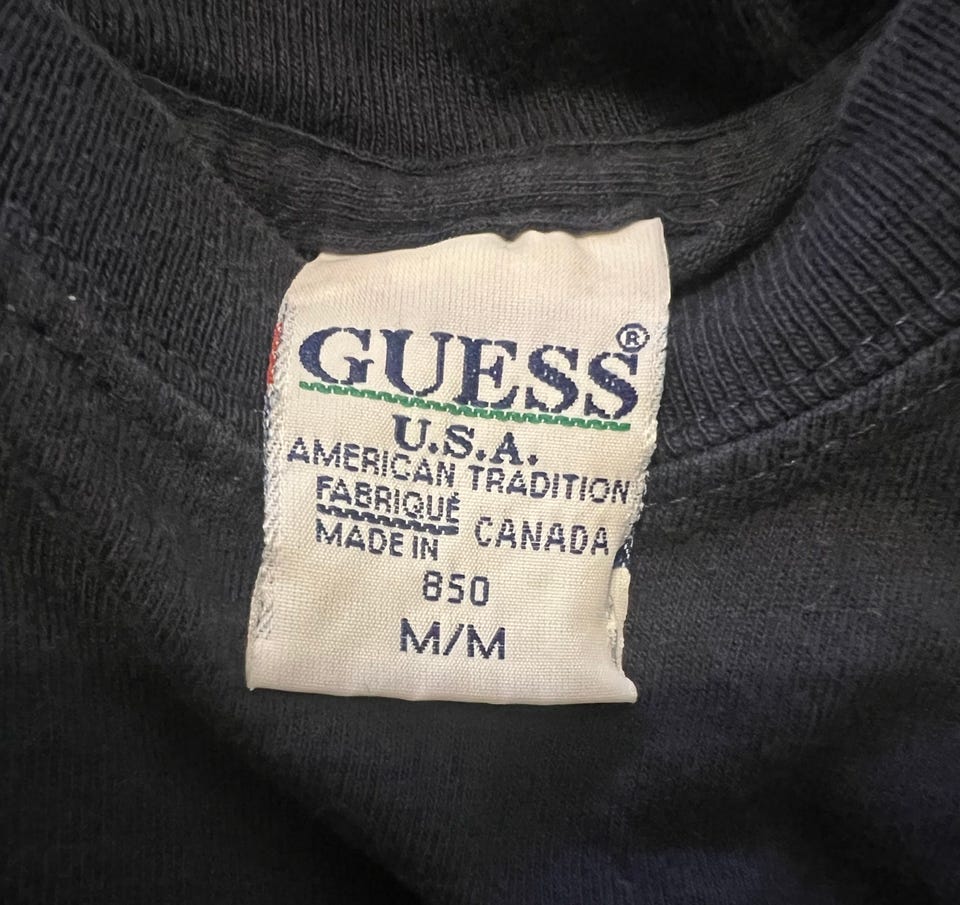 GUESS®
U.S.A.
AMERICAN TRADITION
FABRIQUÉ
MADE IN CANADA
850
M/M